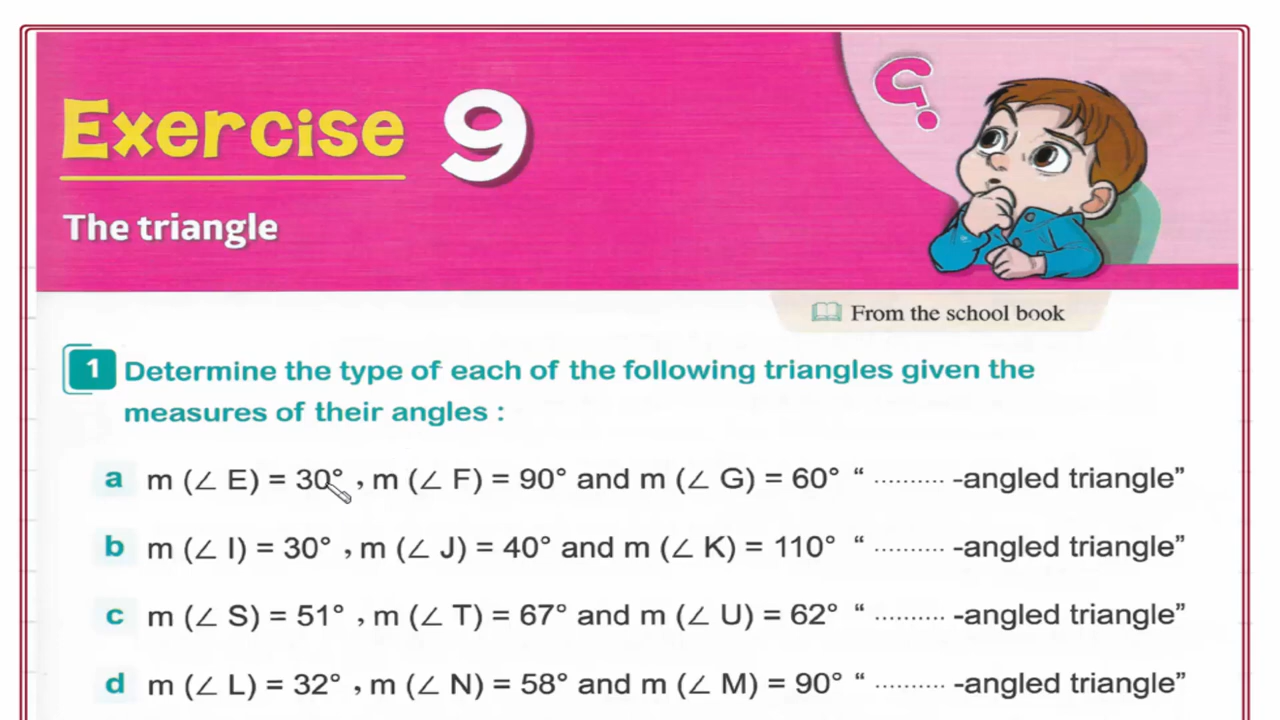 Exercise 9
The triangle
From the school book
1 Determine the type of each of the following triangles given the
measures of their angles :
a m (∠ E) = 30° , m (∠ F) = 90° and m (∠ G) = 60° “ .......... -angled triangle”
b m (∠ I) = 30° , m (∠ J) = 40° and m (∠ K) = 110° “ .......... -angled triangle”
c m (∠ S) = 51° , m (∠ T) = 67° and m (∠ U) = 62° “ .......... -angled triangle”
d m (∠ L) = 32° , m (∠ N) = 58° and m (∠ M) = 90° “ .......... -angled triangle”